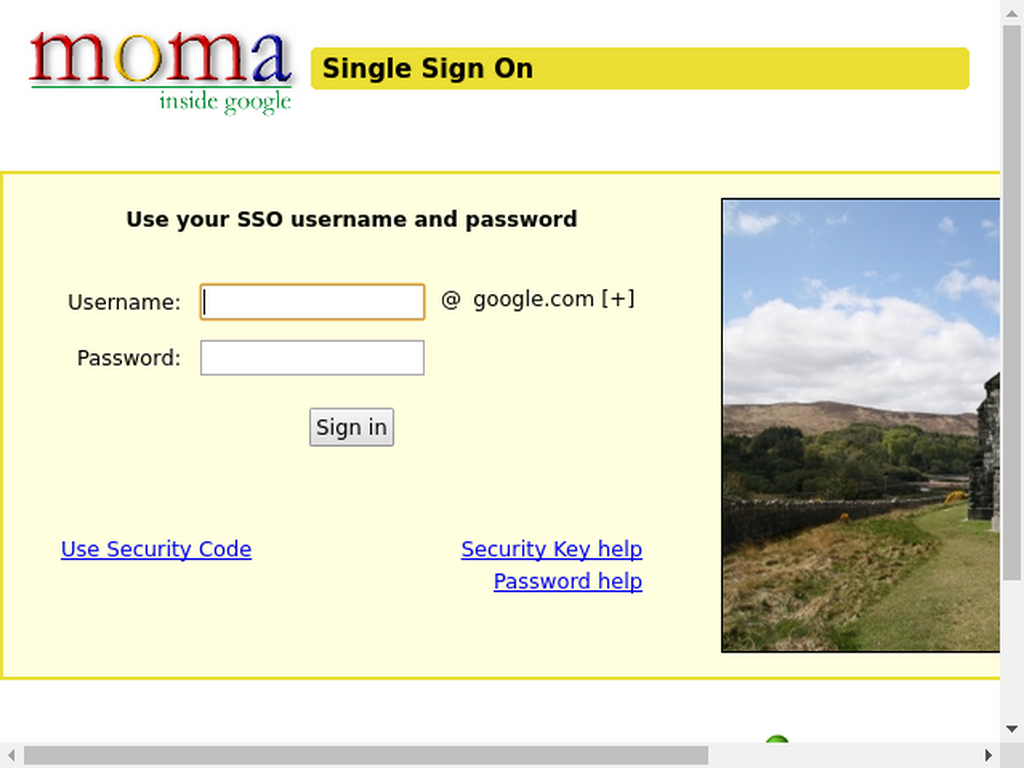 moma
inside google
Single Sign On
Use your SSO username and password
Username: @ google.com [+]
Password:
Sign in
Use Security Code
Security Key help
Password help